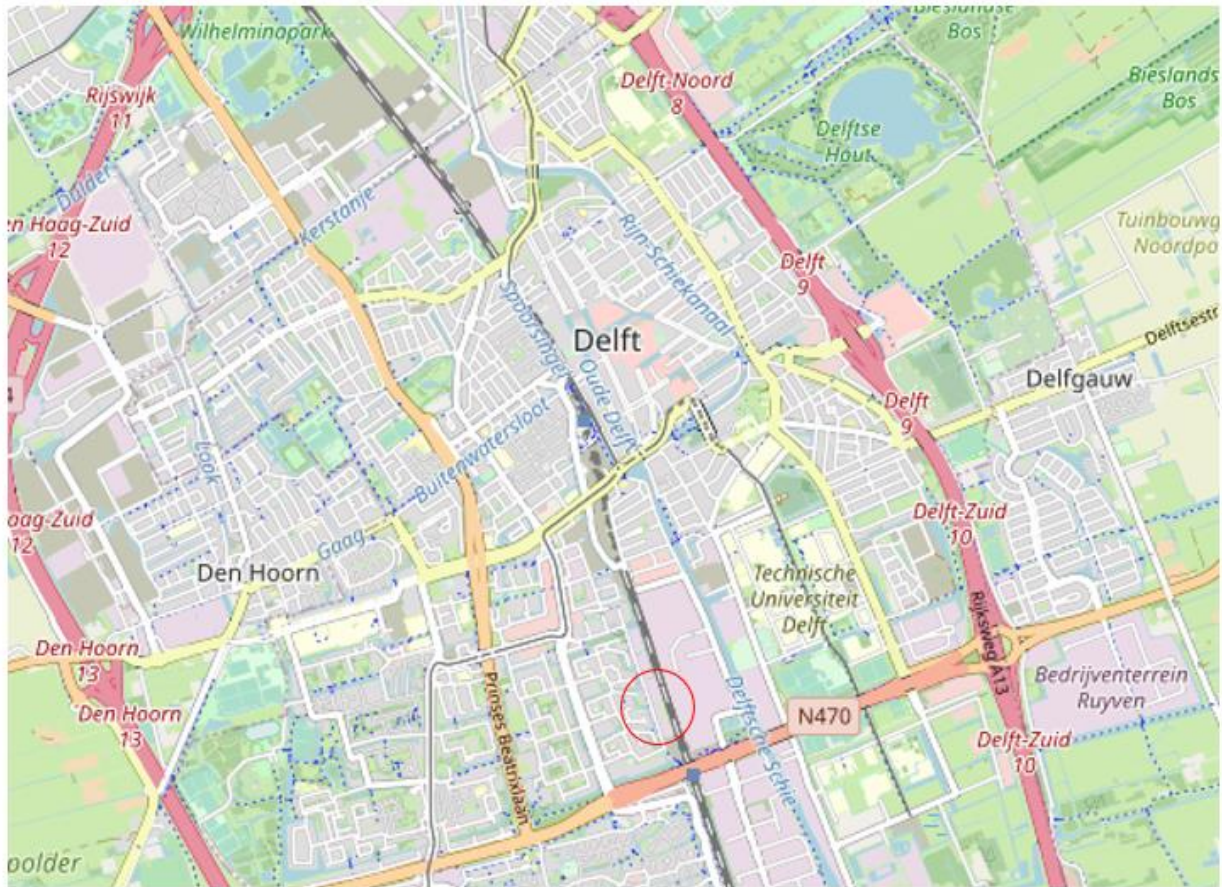 Wilhelminapark
Bieslandse
Bos
Rijswijk
11
Delft-Noord
8
Bieslands
Bos
Delftse
Hout
Dulder
Kerstanje
en Haag-Zuid
12
Rijn-Schiekanaal
Tuinbouwg
Noordpo
Delft
9
Spoorsingel
Delft
Oude Delft
Delftsestr
Delfgauw
4
Delft
9
Look
Buitenwatersloot
aag-Zuid
12
Gaag
Delft-Zuid
10
Den Hoorn
Technische
Universiteit
Delft
Rijksweg A13
Den Hoorn
13
Bedrijventerrein
Ruyven
Prinses Beatrixlaan
Delftsche Schie
Den Hoorn
13
N470
Delft-Zuid
10
polder